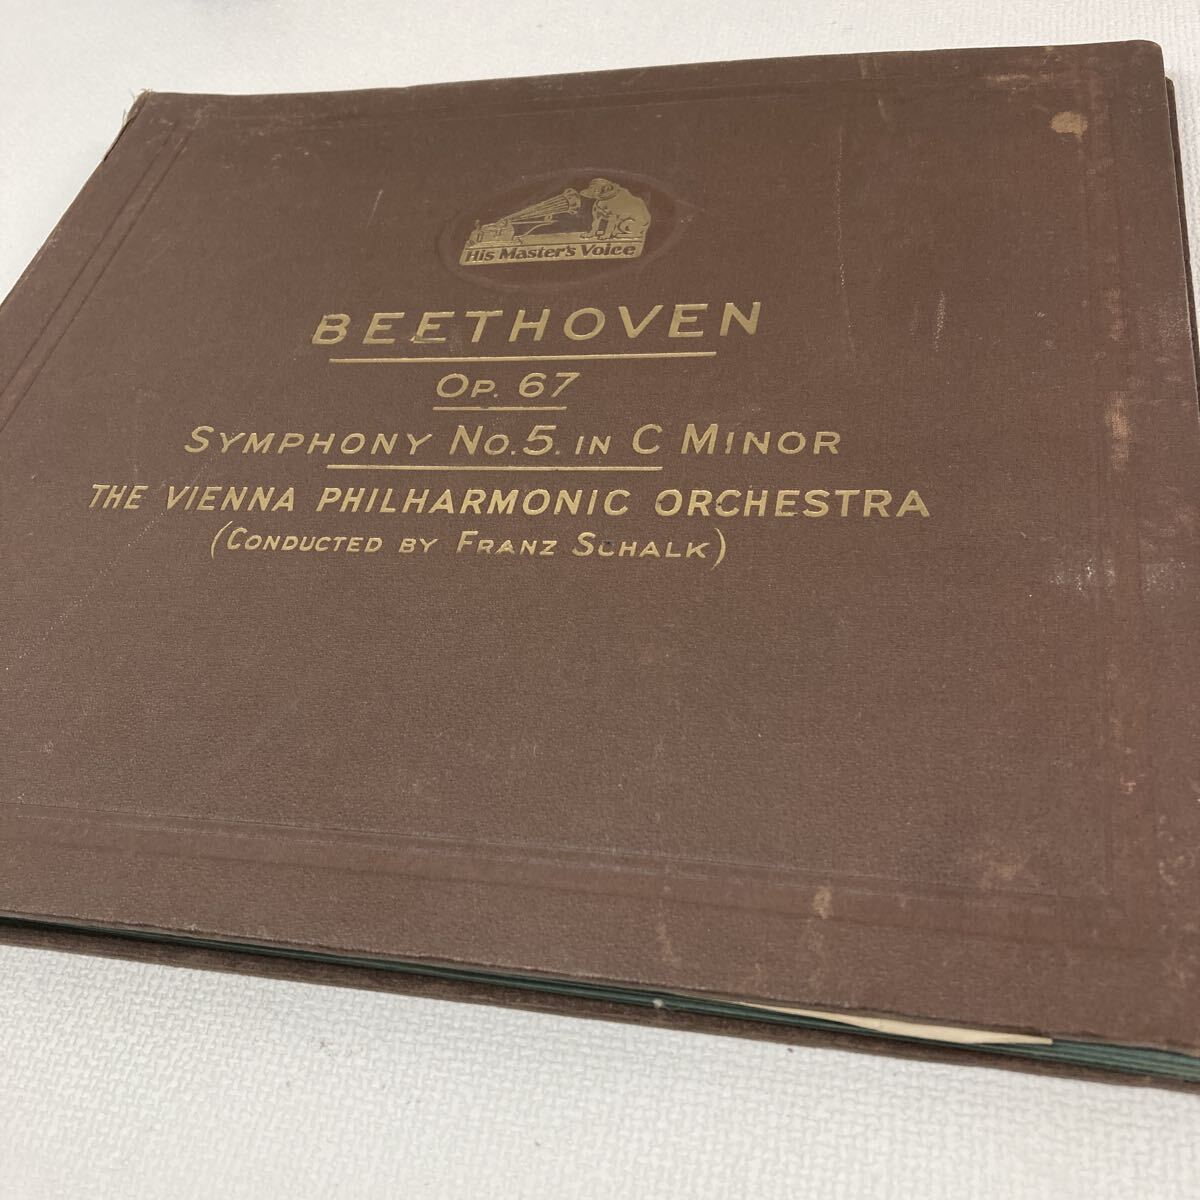 His Master's Voice
BEETHOVEN
OP. 67
SYMPHONY NO.5. IN C MINOR
THE VIENNA PHILHARMONIC ORCHESTRA
(CONDUCTED BY FRANZ SCHALK)